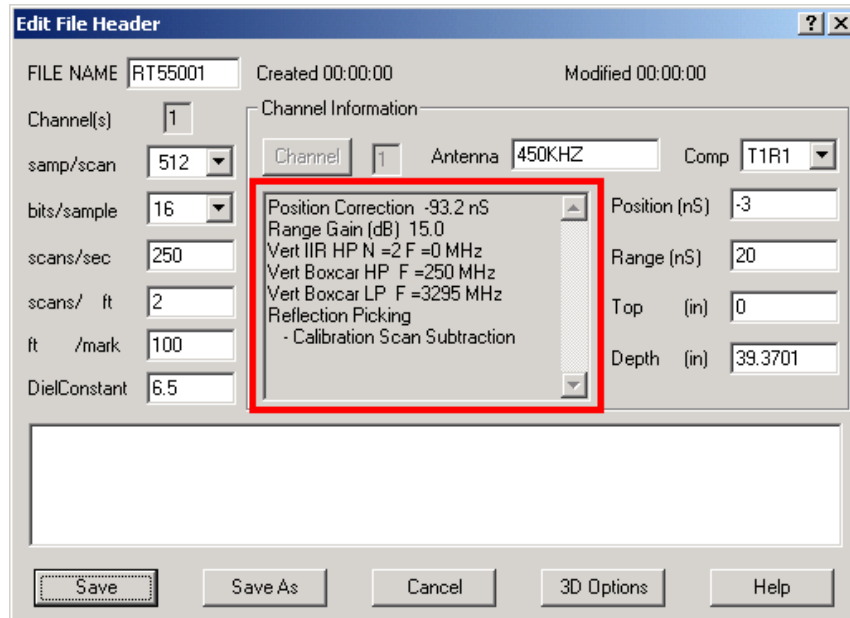 Edit File Header
FILE NAME RT55001 Created 00:00:00 Modified 00:00:00
Channel(s) 1
samp/scan 512
bits/sample 16
scans/sec 250
scans/ ft 2
ft /mark 100
DielConstant 6.5
Channel Information
Channel 1 Antenna 450KHZ Comp T1R1
Position Correction -93.2 nS
Range Gain (dB) 15.0
Vert IIR HP N =2 F =0 MHz
Vert Boxcar HP F =250 MHz
Vert Boxcar LP F =3295 MHz
Reflection Picking
- Calibration Scan Subtraction
Position (nS) -3
Range (nS) 20
Top (in) 0
Depth (in) 39.3701
Save Save As Cancel 3D Options Help